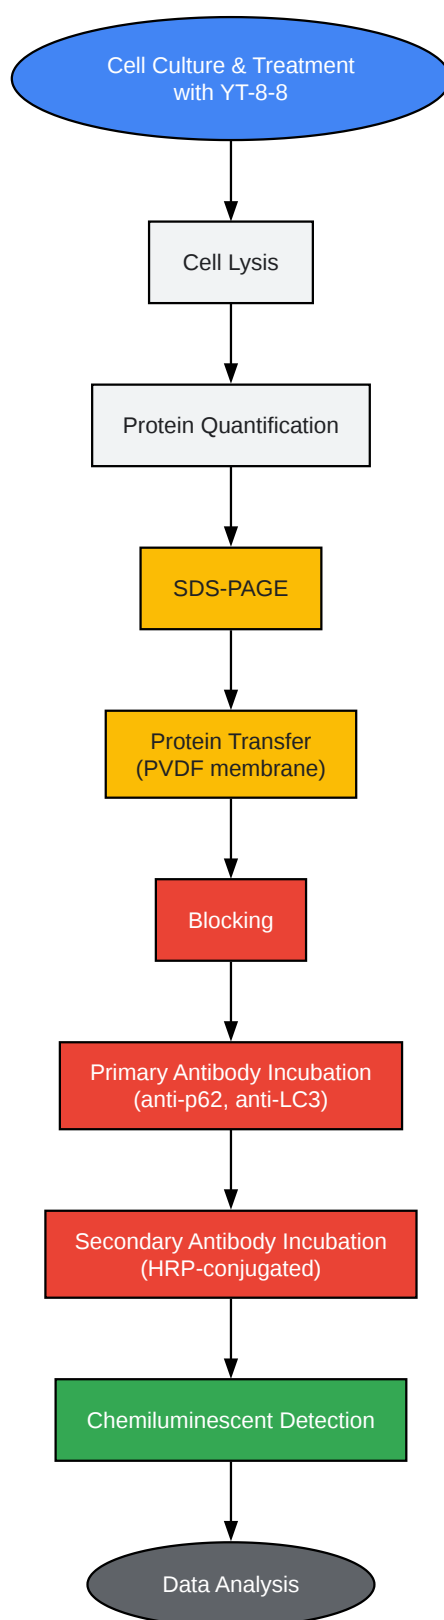 Cell Culture & Treatment
with YT-8-8
Cell Lysis
Protein Quantification
SDS-PAGE
Protein Transfer
(PVDF membrane)
Blocking
Primary Antibody Incubation
(anti-p62, anti-LC3)
Secondary Antibody Incubation
(HRP-conjugated)
Chemiluminescent Detection
Data Analysis